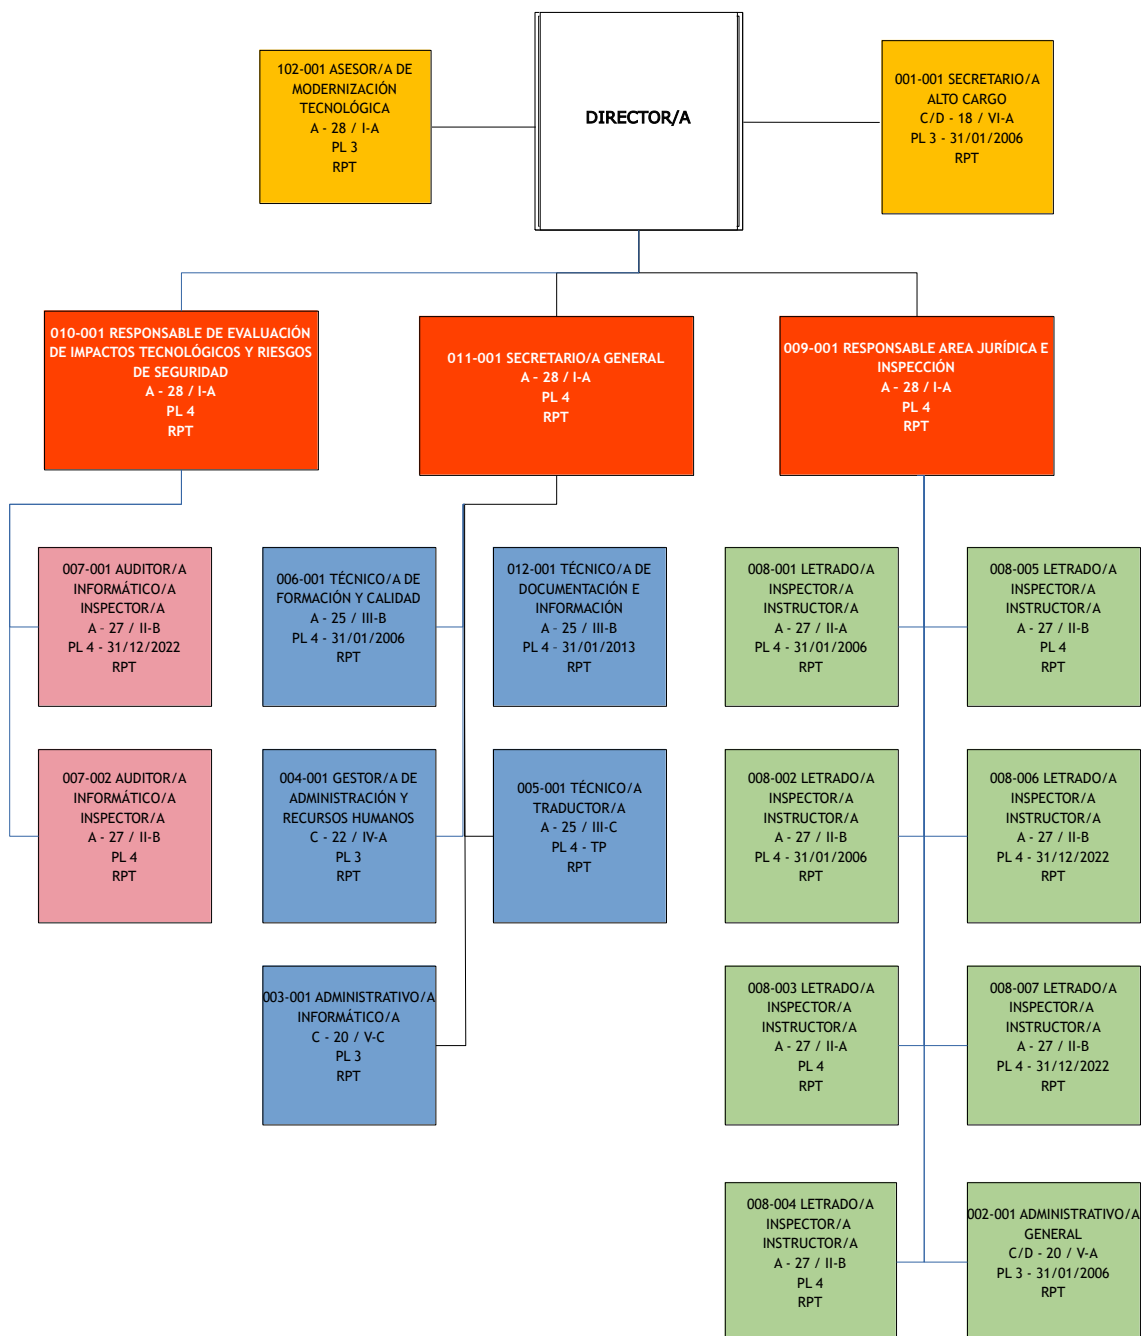 102-001 ASESOR/A DE
MODERNIZACIÓN
TECNOLÓGICA
A - 28 / I-A
PL 3
RPT
DIRECTOR/A
001-001 SECRETARIO/A
ALTO CARGO
C/D - 18 / VI-A
PL 3 - 31/01/2006
RPT
010-001 RESPONSABLE DE EVALUACIÓN
DE IMPACTOS TECNOLÓGICOS Y RIESGOS
DE SEGURIDAD
A - 28 / I-A
PL 4
RPT
011-001 SECRETARIO/A GENERAL
A - 28 / I-A
PL 4
RPT
009-001 RESPONSABLE AREA JURÍDICA E
INSPECCIÓN
A - 28 / I-A
PL 4
RPT
007-001 AUDITOR/A
INFORMÁTICO/A
INSPECTOR/A
A - 27 / II-B
PL 4 - 31/12/2022
RPT
006-001 TÉCNICO/A DE
FORMACIÓN Y CALIDAD
A - 25 / III-B
PL 4 - 31/01/2006
RPT
012-001 TÉCNICO/A DE
DOCUMENTACIÓN E
INFORMACIÓN
A - 25 / III-B
PL 4 - 31/01/2013
RPT
008-001 LETRADO/A
INSPECTOR/A
INSTRUCTOR/A
A - 27 / II-A
PL 4 - 31/01/2006
RPT
008-005 LETRADO/A
INSPECTOR/A
INSTRUCTOR/A
A - 27 / II-B
PL 4
RPT
007-002 AUDITOR/A
INFORMÁTICO/A
INSPECTOR/A
A - 27 / II-B
PL 4
RPT
004-001 GESTOR/A DE
ADMINISTRACIÓN Y
RECURSOS HUMANOS
C - 22 / IV-A
PL 3
RPT
005-001 TÉCNICO/A
TRADUCTOR/A
A - 25 / III-C
PL 4 - TP
RPT
008-002 LETRADO/A
INSPECTOR/A
INSTRUCTOR/A
A - 27 / II-B
PL 4 - 31/01/2006
RPT
008-006 LETRADO/A
INSPECTOR/A
INSTRUCTOR/A
A - 27 / II-B
PL 4 - 31/12/2022
RPT
003-001 ADMINISTRATIVO/A
INFORMÁTICO/A
C - 20 / V-C
PL 3
RPT
008-003 LETRADO/A
INSPECTOR/A
INSTRUCTOR/A
A - 27 / II-A
PL 4
RPT
008-007 LETRADO/A
INSPECTOR/A
INSTRUCTOR/A
A - 27 / II-B
PL 4 - 31/12/2022
RPT
008-004 LETRADO/A
INSPECTOR/A
INSTRUCTOR/A
A - 27 / II-B
PL 4
RPT
002-001 ADMINISTRATIVO/A
GENERAL
C/D - 20 / V-A
PL 3 - 31/01/2006
RPT